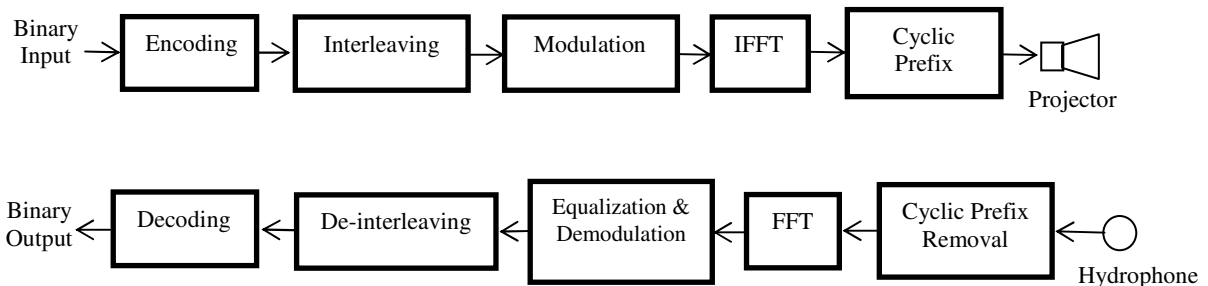 Binary
Input
Encoding
Interleaving
Modulation
IFFT
Cyclic
Prefix
Projector
Binary
Output
Decoding
De-interleaving
Equalization &
Demodulation
FFT
Cyclic Prefix
Removal
Hydrophone